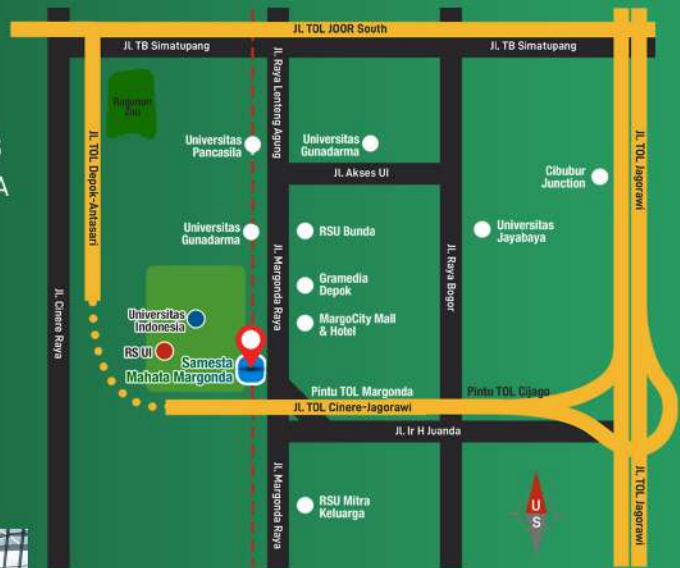 JL. TOL JOOR South
Jl. TB Simatupang
Jl. TB Simatupang
Ragunan
Zoo
Jl. TOL Depok-Antasari
Jl. Raya Lenteng Agung
Universitas
Pancasila
Universitas
Gunadarma
Jl. TOL Jagorawi
Jl. Akses UI
Cibubur
Junction
Universitas
Gunadarma
RSU Bunda
Universitas
Jayabaya
Jl. Cinere Raya
Jl. Margonda Raya
Jl. Raya Bogor
Gramedia
Depok
Universitas
Indonesia
MargoCity Mall
& Hotel
RS UI
Samesta
Mahata Margonda
Pintu TOL Margonda
Pintu TOL Cijago
JL. TOL Cinere-Jagorawi
Jl. Ir H Juanda
Jl. Margonda Raya
RSU Mitra
Keluarga
Jl. TOL Jagorawi
U
S